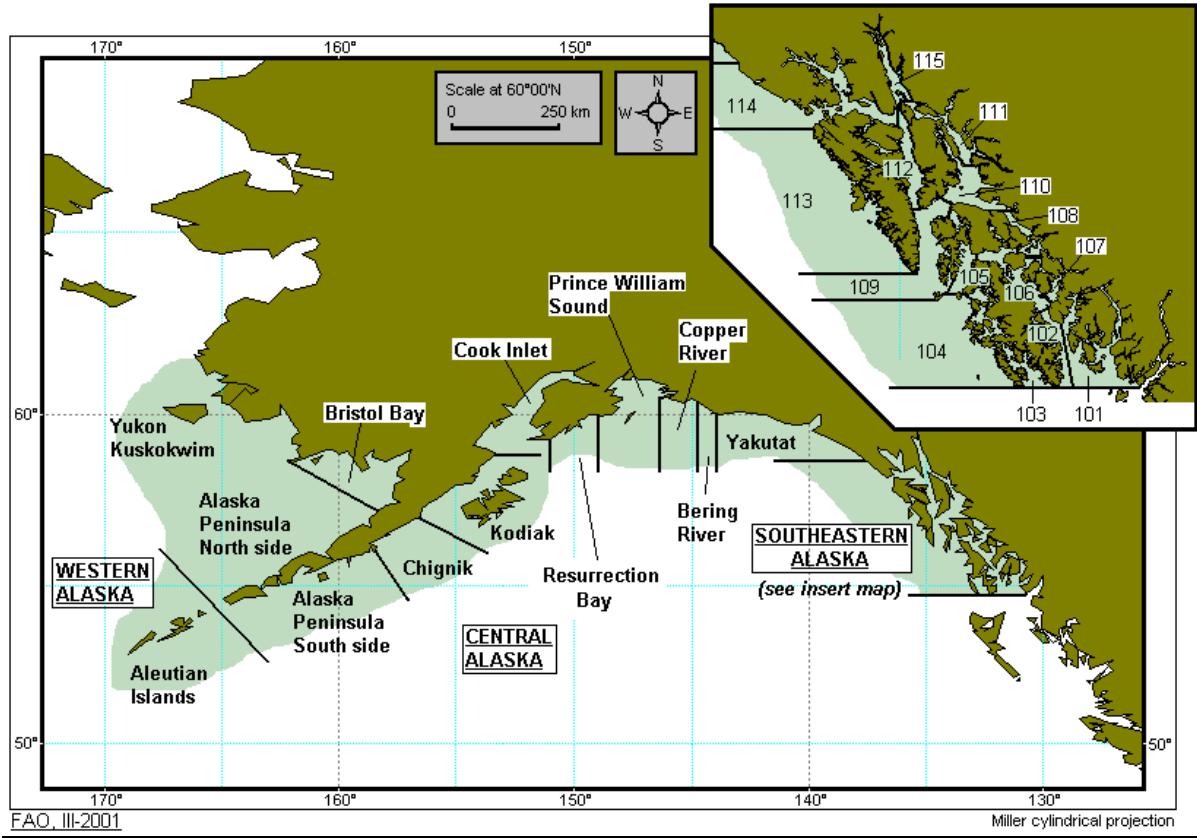 170°
160°
150°
Scale at 60°00'N
0 250 km
N
W E
S
115
114
111
112
110
113
108
107
105
109
106
102
104
103
101
Prince William
Sound
Copper
River
Cook Inlet
60°
Bristol Bay
Yukon
Kuskokwim
Yakutat
Alaska
Peninsula
North side
Kodiak
Bering
River
SOUTHEASTERN
ALASKA
(see insert map)
WESTERN
ALASKA
Chignik
Resurrection
Bay
Alaska
Peninsula
South side
CENTRAL
ALASKA
Aleutian
Islands
50°
50°
170°
160°
150°
140°
130°
FAO, III-2001
Miller cylindrical projection